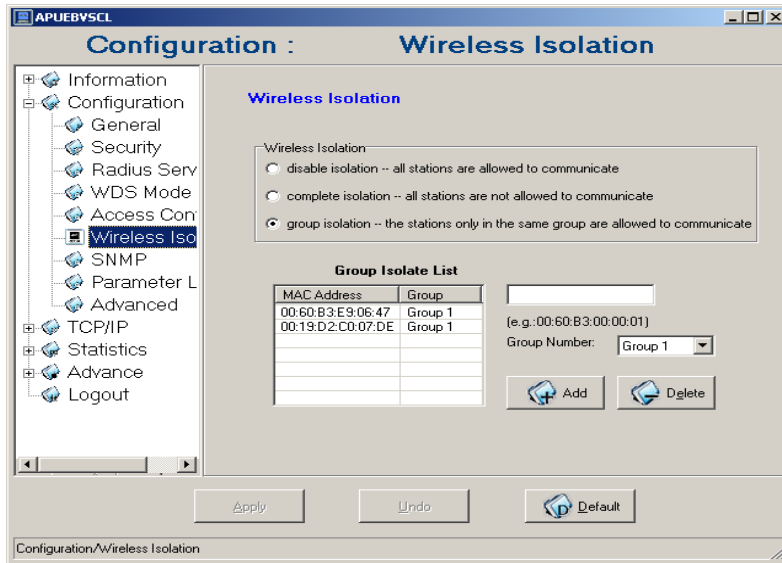 APUEBVSCL
Configuration : Wireless Isolation
Information
Configuration
General
Security
Radius Serv
WDS Mode
Access Con
Wireless Iso
SNMP
Parameter L
Advanced
TCP/IP
Statistics
Advance
Logout
Wireless Isolation
Wireless Isolation
disable isolation -- all stations are allowed to communicate
complete isolation -- all stations are not allowed to communicate
group isolation -- the stations only in the same group are allowed to communicate
Group Isolate List
MAC Address Group
00:60:B3:E9:06:47 Group 1
00:19:D2:C0:07:DE Group 1
(e.g.:00:60:B3:00:00:01)
Group Number: Group 1
Add Delete
Apply Undo Default
Configuration/Wireless Isolation